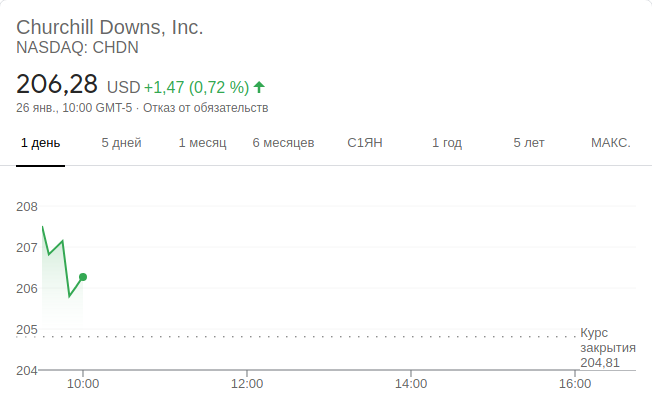 Churchill Downs, Inc.
NASDAQ: CHDN
206,28 USD +1,47 (0,72 %)
26 янв., 10:00 GMT-5 · Отказ от обязательств
1 день 5 дней 1 месяц 6 месяцев С1ЯН 1 год 5 лет МАКС.
208
207
206
205
204
Курс
закрытия
204,81
10:00 12:00 14:00 16:00